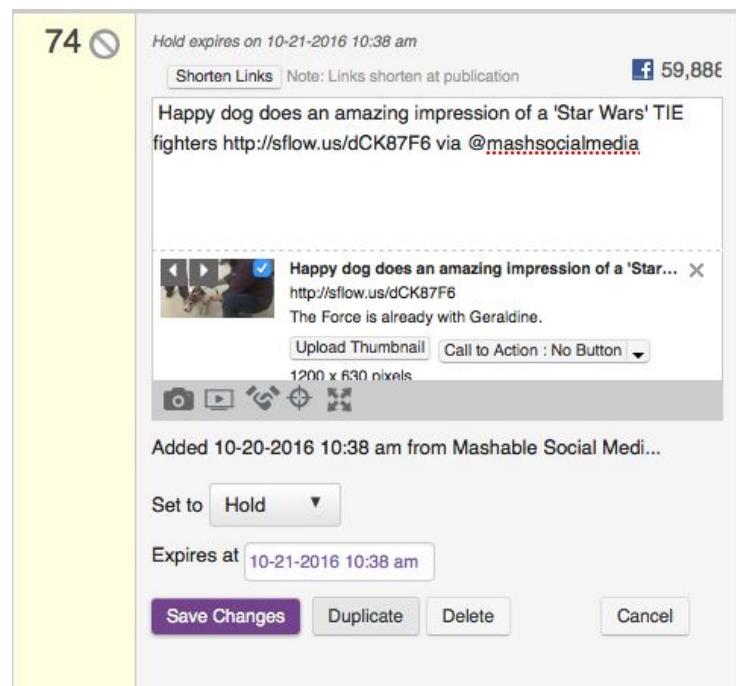 74
Hold expires on 10-21-2016 10:38 am
Shorten Links Note: Links shorten at publication
59,888
Happy dog does an amazing impression of a 'Star Wars' TIE
fighters http://sflow.us/dCK87F6 via @mashsocialmedia
Happy dog does an amazing impression of a 'Star...
http://sflow.us/dCK87F6
The Force is already with Geraldine.
Upload Thumbnail Call to Action : No Button
1200 x 630 pixels
Added 10-20-2016 10:38 am from Mashable Social Medi...
Set to Hold
Expires at 10-21-2016 10:38 am
Save Changes Duplicate Delete Cancel